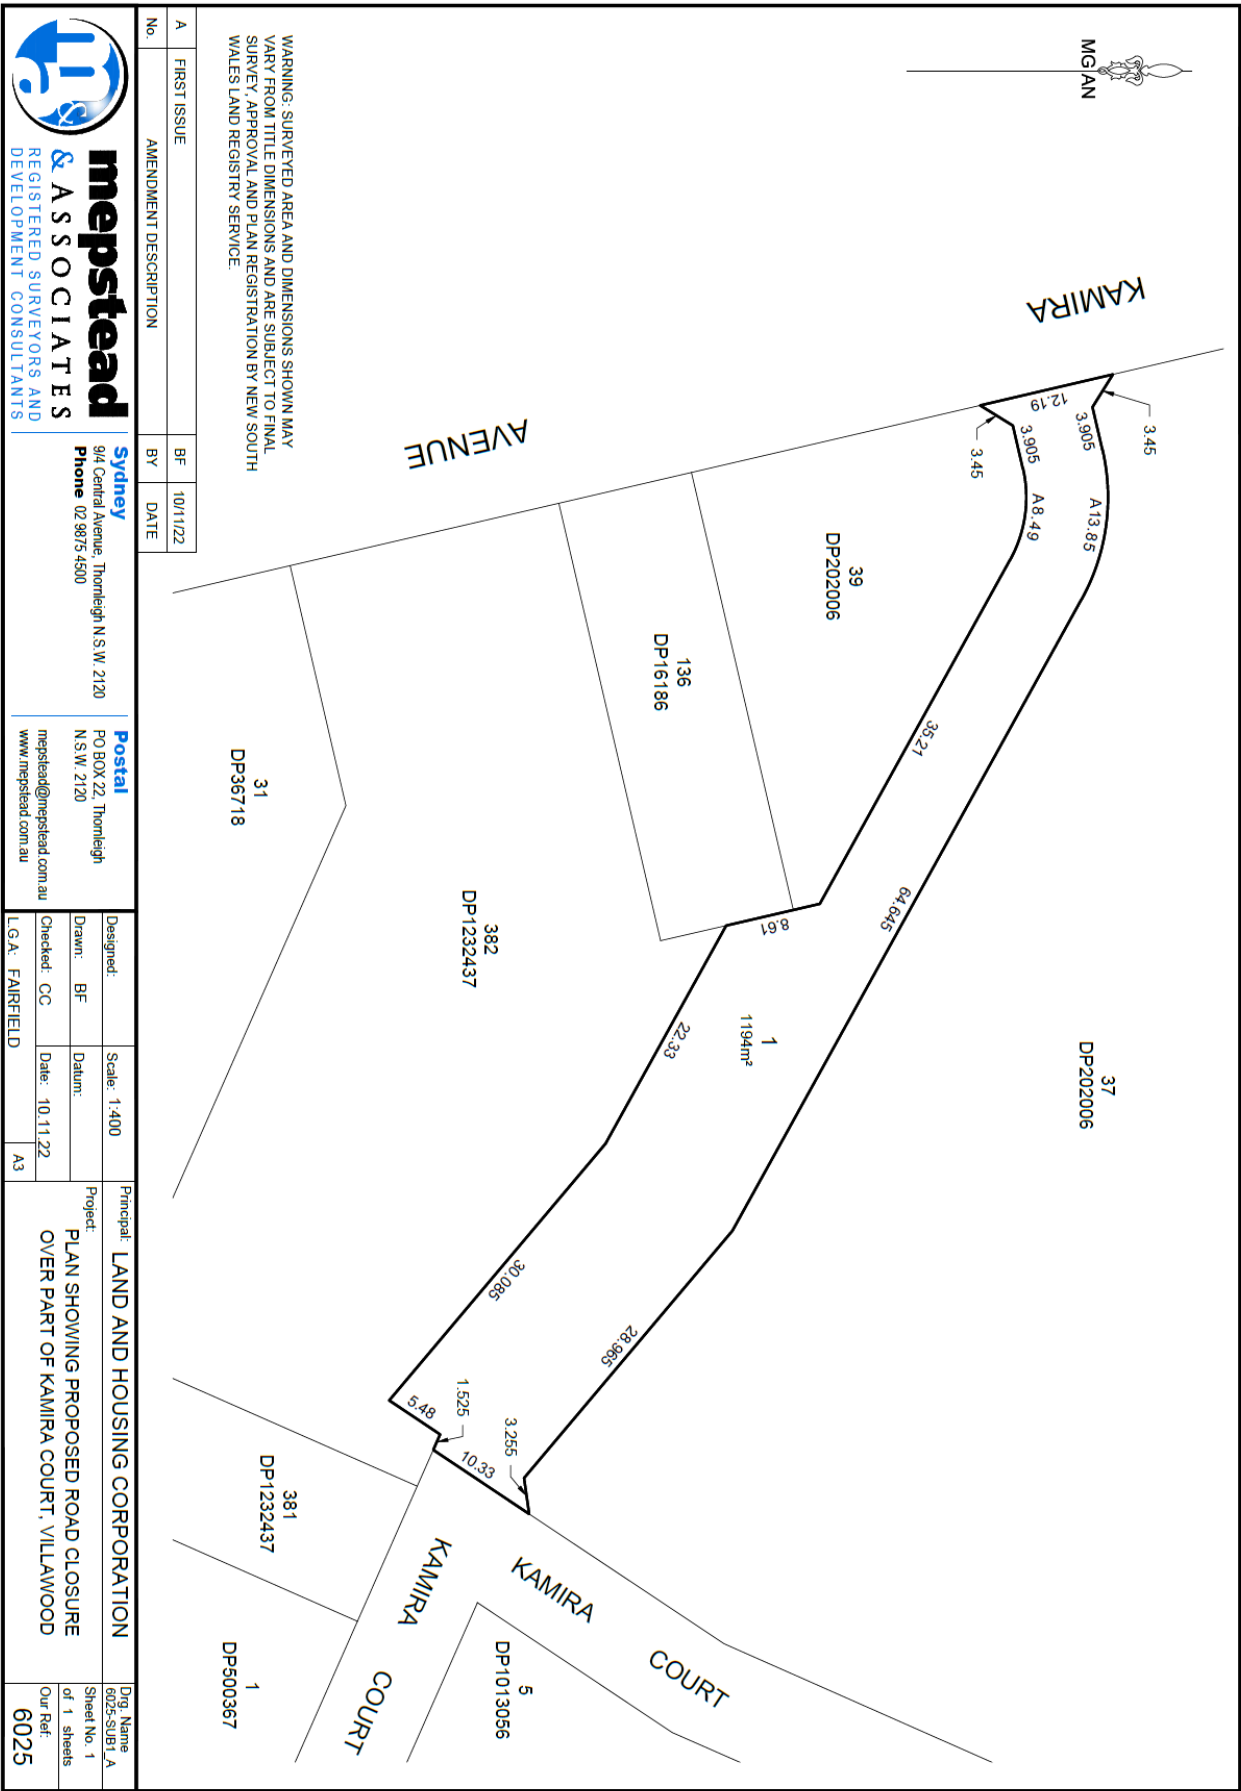 MGAN
KAMIRA
AVENUE
3.45
12.19
3.905
3.905
3.45
A13.85
A8.49
39
DP202006
136
DP16186
35.21
64.645
8.61
37
DP202006
1
1194m²
382
DP1232437
22.33
31
DP36718
30.085
28.965
5.48
1.525
3.255
10.33
381
DP1232437
KAMIRA
COURT
KAMIRA
COURT
5
DP1013056
1
DP500367
WARNING: SURVEYED AREA AND DIMENSIONS SHOWN MAY
VARY FROM TITLE DIMENSIONS AND ARE SUBJECT TO FINAL
SURVEY, APPROVAL AND PLAN REGISTRATION BY NEW SOUTH
WALES LAND REGISTRY SERVICE.
A FIRST ISSUE BF 10/11/22
No. AMENDMENT DESCRIPTION BY DATE
m&a
mepstead
& ASSOCIATES
REGISTERED SURVEYORS AND
DEVELOPMENT CONSULTANTS
Sydney
9/4 Central Avenue, Thornleigh N.S.W. 2120
Phone 02 9875 4500
Postal
PO BOX 22, Thornleigh
N.S.W. 2120
mepstead@mepstead.com.au
www.mepstead.com.au
Designed:
Scale: 1:400
Drawn: BF
Datum:
Checked: CC
Date: 10.11.22
L.G.A: FAIRFIELD
A3
Principal: LAND AND HOUSING CORPORATION
Project:
PLAN SHOWING PROPOSED ROAD CLOSURE
OVER PART OF KAMIRA COURT, VILLAWOOD
Drg. Name
6025-SUB1_A
Sheet No. 1
of 1 sheets
Our Ref:
6025